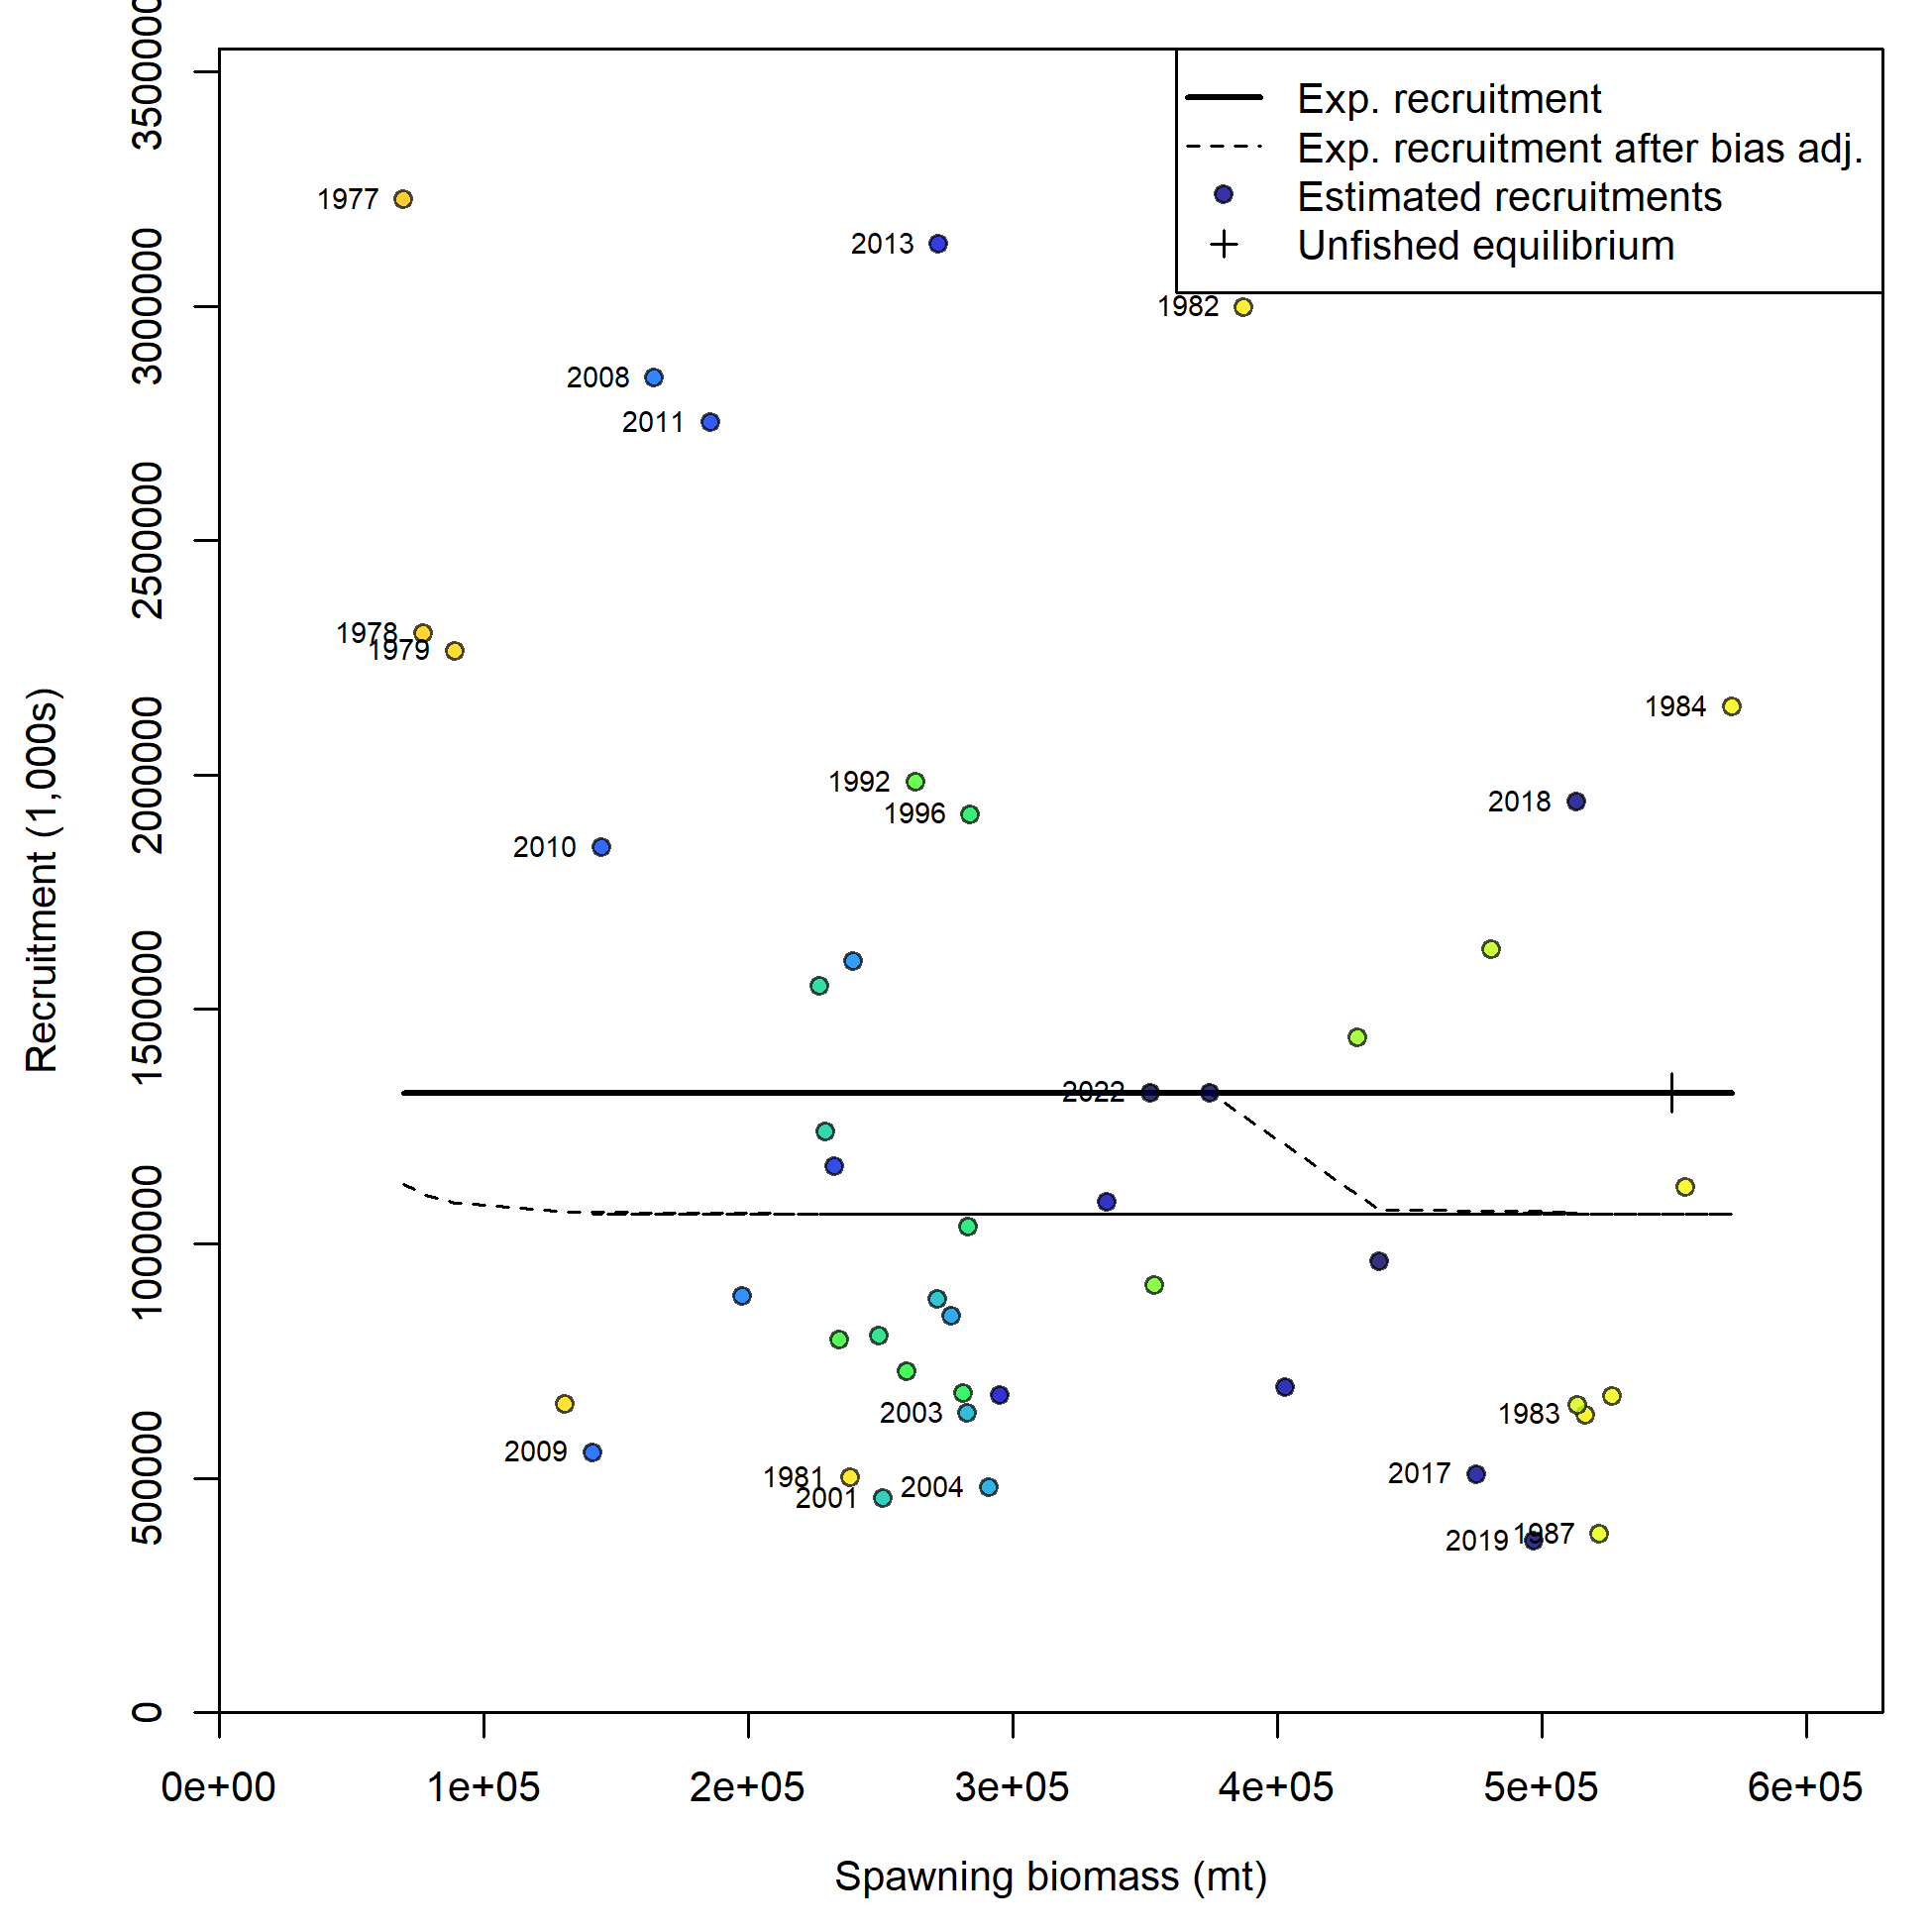 Exp. recruitment
Exp. recruitment after bias adj.
Estimated recruitments
Unfished equilibrium
1977
2013
1982
2008
2011
1978
1979
1984
1992
1996
2018
2010
2022
2003
1983
2009
1981
2001
2004
2017
2019
1987
Recruitment (1,000s)
3500000
3000000
2500000
2000000
1500000
1000000
500000
0
0e+00
1e+05
2e+05
3e+05
4e+05
5e+05
6e+05
Spawning biomass (mt)